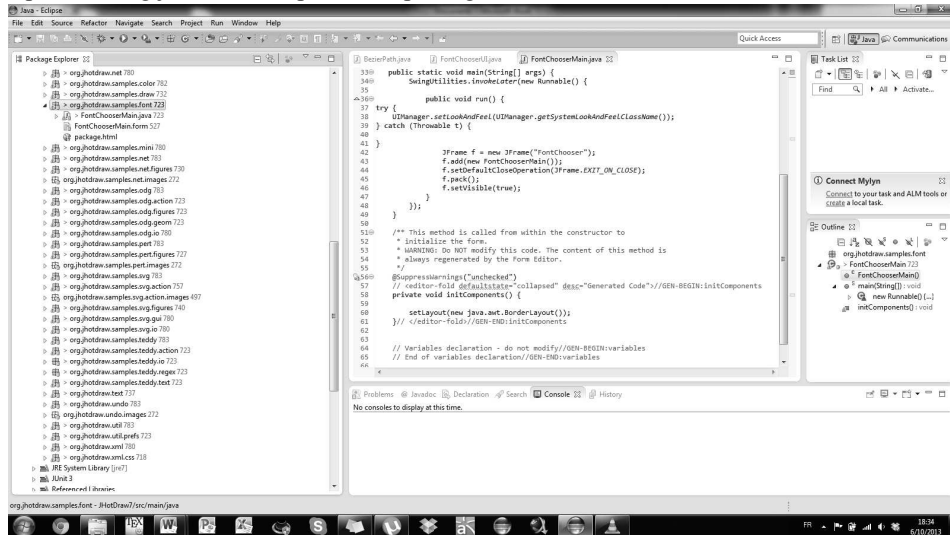 Java - Eclipse
File Edit Source Refactor Navigate Search Project Run Window Help
Quick Access
Java
Communications
Package Explorer
> org.jhotdraw.net 780
> org.jhotdraw.samples.color 782
> org.jhotdraw.samples.draw 732
> org.jhotdraw.samples.font 723
> FontChooserMain.java 723
FontChooserMain.form 527
package.html
> org.jhotdraw.samples.mini 780
> org.jhotdraw.samples.net 783
> org.jhotdraw.samples.net.figures 730
org.jhotdraw.samples.net.images 272
> org.jhotdraw.samples.odg 783
> org.jhotdraw.samples.odg.action 723
> org.jhotdraw.samples.odg.figures 723
> org.jhotdraw.samples.odg.geom 723
> org.jhotdraw.samples.odg.io 780
> org.jhotdraw.samples.pert 783
> org.jhotdraw.samples.pert.figures 727
org.jhotdraw.samples.pert.images 272
> org.jhotdraw.samples.svg 783
> org.jhotdraw.samples.svg.action 757
org.jhotdraw.samples.svg.action.images 497
> org.jhotdraw.samples.svg.figures 740
> org.jhotdraw.samples.svg.gui 780
> org.jhotdraw.samples.svg.io 780
> org.jhotdraw.samples.teddy 783
> org.jhotdraw.samples.teddy.action 723
> org.jhotdraw.samples.teddy.io 723
> org.jhotdraw.samples.teddy.regex 723
> org.jhotdraw.samples.teddy.text 723
> org.jhotdraw.text 737
> org.jhotdraw.undo 783
org.jhotdraw.undo.images 272
> org.jhotdraw.util 783
> org.jhotdraw.util.prefs 723
> org.jhotdraw.xml 780
> org.jhotdraw.xml.css 718
JRE System Library [jre7]
JUnit 3
Referenced Libraries
BezierPath.java FontChooserUI.java FontChooserMain.java
33 public static void main(String[] args) {
34 SwingUtilities.invokeLater(new Runnable() {
35
36 public void run() {
37 try {
38 UIManager.setLookAndFeel(UIManager.getSystemLookAndFeelClassName());
39 } catch (Throwable t) {
40
41 }
42 JFrame f = new JFrame("FontChooser");
43 f.add(new FontChooserMain());
44 f.setDefaultCloseOperation(JFrame.EXIT_ON_CLOSE);
45 f.pack();
46 f.setVisible(true);
47 }
48 });
49 }
50
51 /** This method is called from within the constructor to
52 * initialize the form.
53 * WARNING: Do NOT modify this code. The content of this method is
54 * always regenerated by the Form Editor.
55 */
56 @SuppressWarnings("unchecked")
57 // <editor-fold defaultstate="collapsed" desc="Generated Code">//GEN-BEGIN:initComponents
58 private void initComponents() {
59
60 setLayout(new java.awt.BorderLayout());
61 }// </editor-fold>//GEN-END:initComponents
62
63
64 // Variables declaration - do not modify//GEN-BEGIN:variables
65 // End of variables declaration//GEN-END:variables
66
Problems @ Javadoc Declaration Search Console History
No consoles to display at this time.
Task List
Find All Activate...
Connect Mylyn
Connect to your task and ALM tools or
create a local task.
Outline
org.jhotdraw.samples.font
> FontChooserMain 723
FontChooserMain()
main(String[]) : void
new Runnable() {...}
initComponents() : void
org.jhotdraw.samples.font - JHotDraw7/src/main/java
FR
18:34
6/10/2013